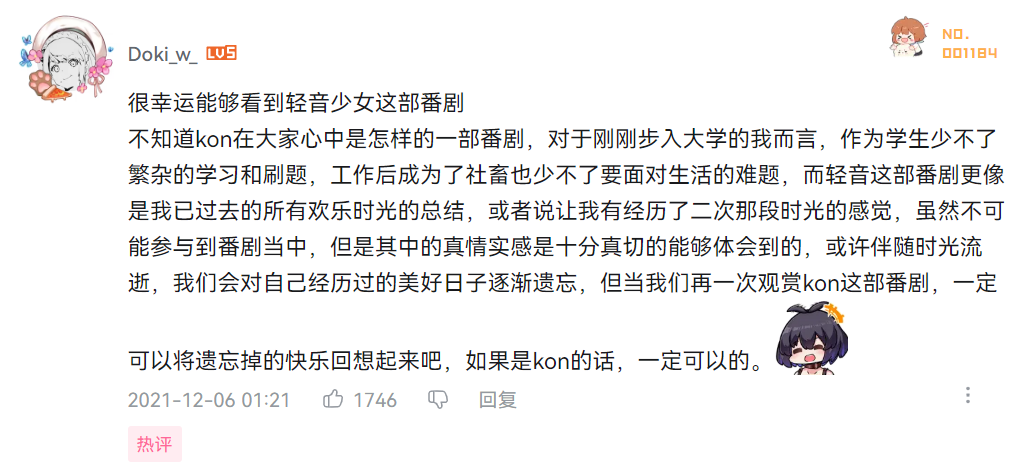 Doki_w_ LV5
NO.
001184
很幸运能够看到轻音少女这部番剧
不知道kon在大家心中是怎样的一部番剧，对于刚刚步入大学的我而言，作为学生少不了
繁杂的学习和刷题，工作后成为了社畜也少不了要面对生活的难题，而轻音这部番剧更像
是我已过去的所有欢乐时光的总结，或者说让我有经历了二次那段时光的感觉，虽然不可
能参与到番剧当中，但是其中的真情实感是十分真切的能够体会到的，或许伴随时光流
逝，我们会对自己经历过的美好日子逐渐遗忘，但当我们再一次观赏kon这部番剧，一定
可以将遗忘掉的快乐回想起来吧，如果是kon的话，一定可以的。
2021-12-06 01:21 1746 回复
热评